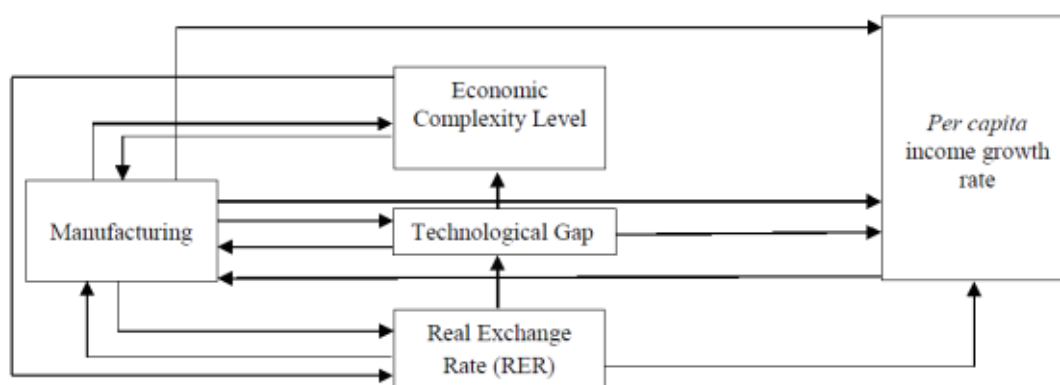 Economic
Complexity Level
Per capita
income growth
rate
Manufacturing
Technological Gap
Real Exchange
Rate (RER)